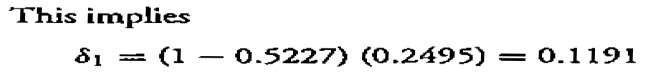 This implies
δ₁ = (1 − 0.5227) (0.2495) = 0.1191